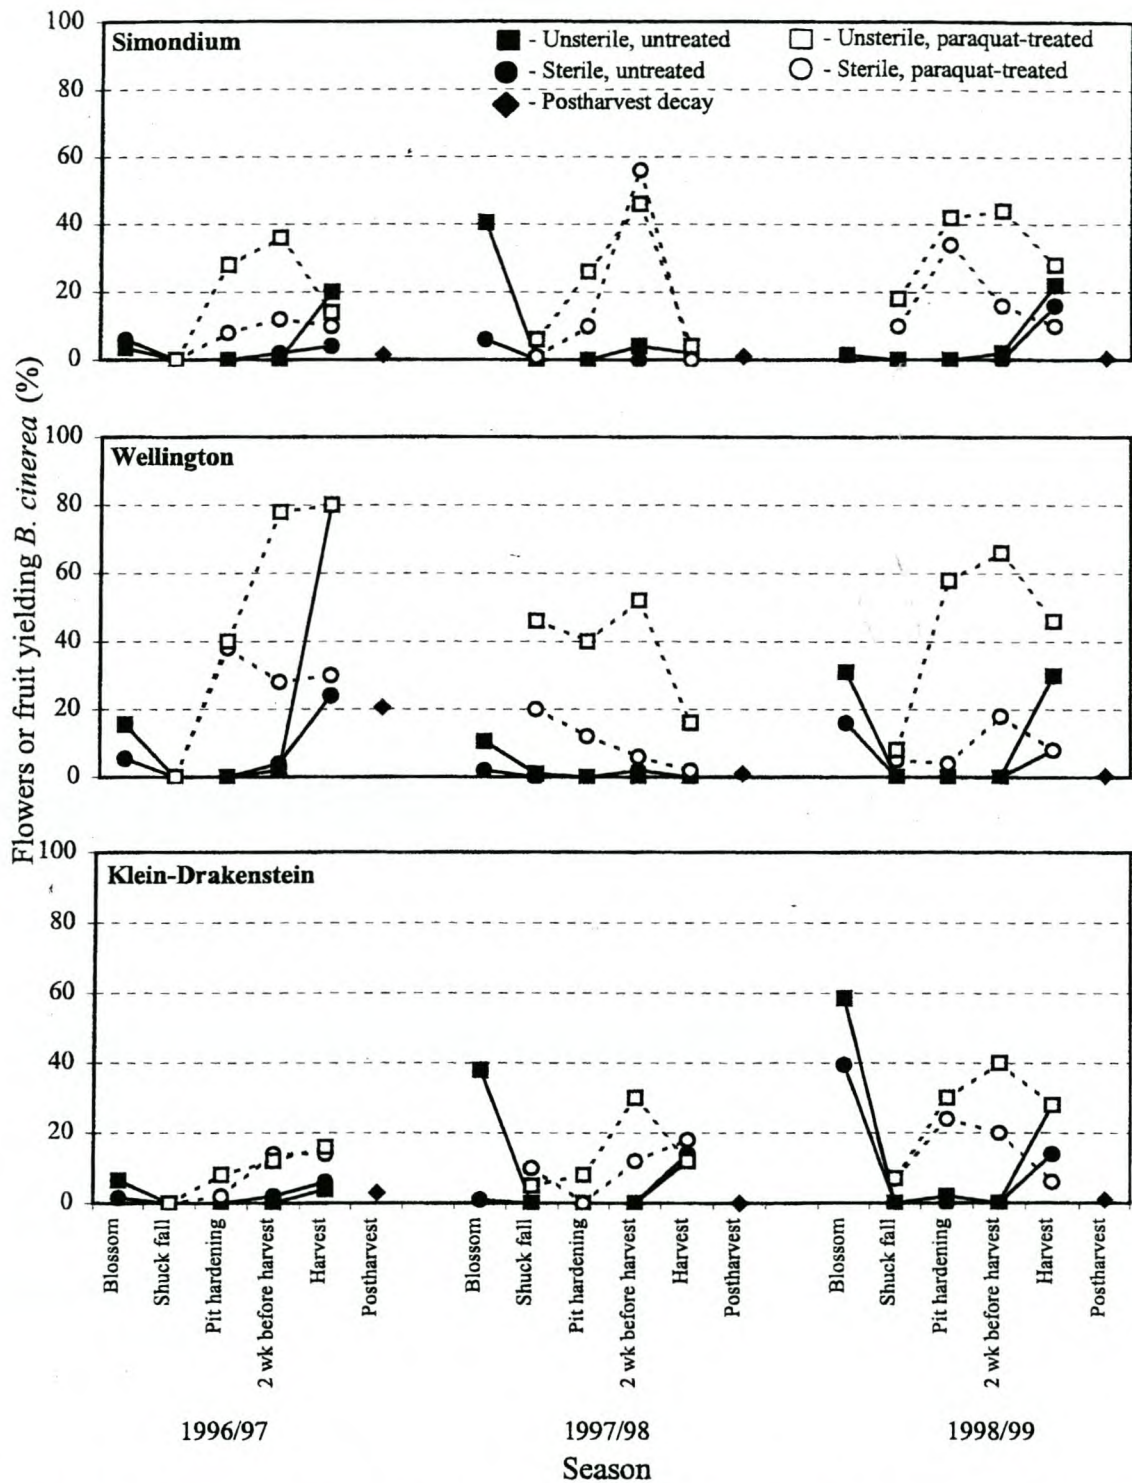 Flowers or fruit yielding B. cinerea (%)
Simondium
- Unsterile, untreated
- Unsterile, paraquat-treated
- Sterile, untreated
- Sterile, paraquat-treated
- Postharvest decay
100
80
60
40
20
0
Wellington
100
80
60
40
20
0
Klein-Drakenstein
100
80
60
40
20
0
Blossom
Shuck fall
Pit hardening
2 wk before harvest
Harvest
Postharvest
Blossom
Shuck fall
Pit hardening
2 wk before harvest
Harvest
Postharvest
Blossom
Shuck fall
Pit hardening
2 wk before harvest
Harvest
Postharvest
1996/97
1997/98
1998/99
Season